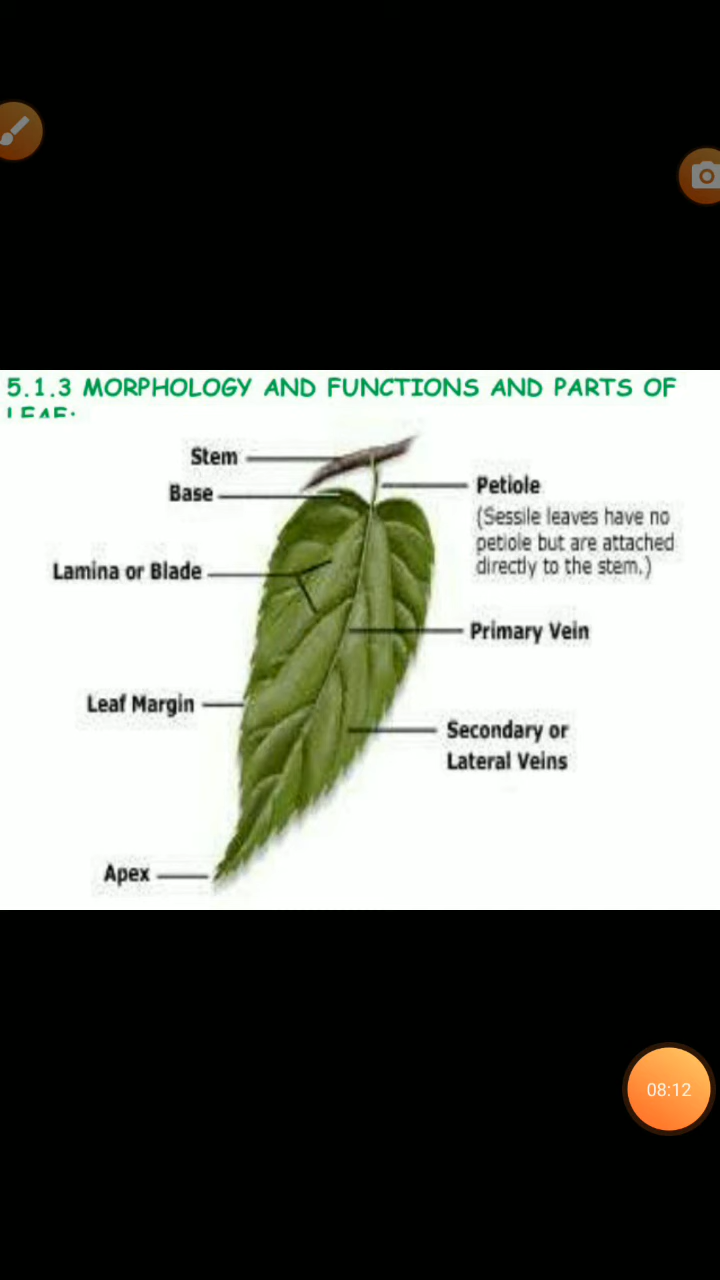 5.1.3 MORPHOLOGY AND FUNCTIONS AND PARTS OF
Stem
Base
Petiole
(Sessile leaves have no
petiole but are attached
directly to the stem.)
Lamina or Blade
Primary Vein
Leaf Margin
Secondary or
Lateral Veins
Apex
08:12